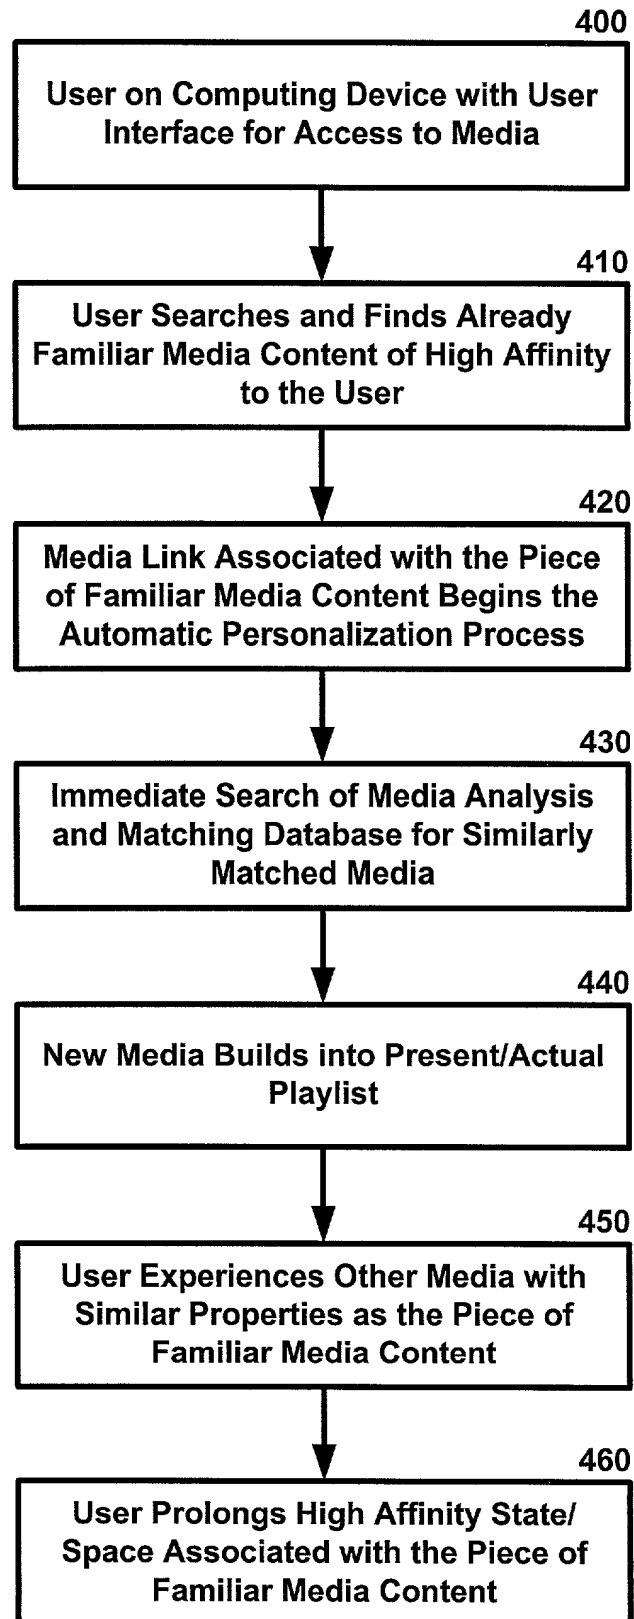 400
User on Computing Device with User
Interface for Access to Media
410
User Searches and Finds Already
Familiar Media Content of High Affinity
to the User
420
Media Link Associated with the Piece
of Familiar Media Content Begins the
Automatic Personalization Process
430
Immediate Search of Media Analysis
and Matching Database for Similarly
Matched Media
440
New Media Builds into Present/Actual
Playlist
450
User Experiences Other Media with
Similar Properties as the Piece of
Familiar Media Content
460
User Prolongs High Affinity State/
Space Associated with the Piece of
Familiar Media Content